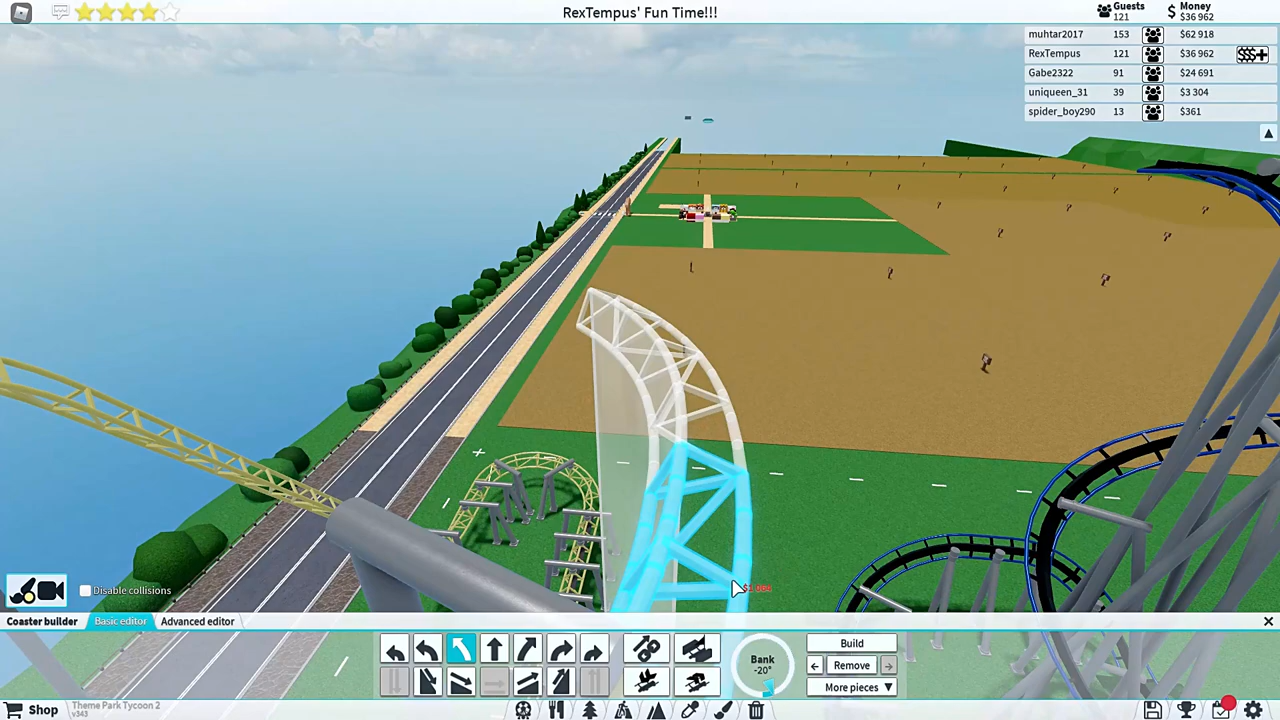 RexTempus' Fun Time!!!
Guests
121
Money
$36 962
muhtar2017 153 $62 918
RexTempus 121 $36 962
$$$+
Gabe2322 91 $24 691
uniqueen_31 39 $3 304
spider_boy290 13 $361
Disable collisions
Coaster builder Basic editor Advanced editor
Bank
-20°
Build
Remove
More pieces
Shop
Theme Park Tycoon 2
v343